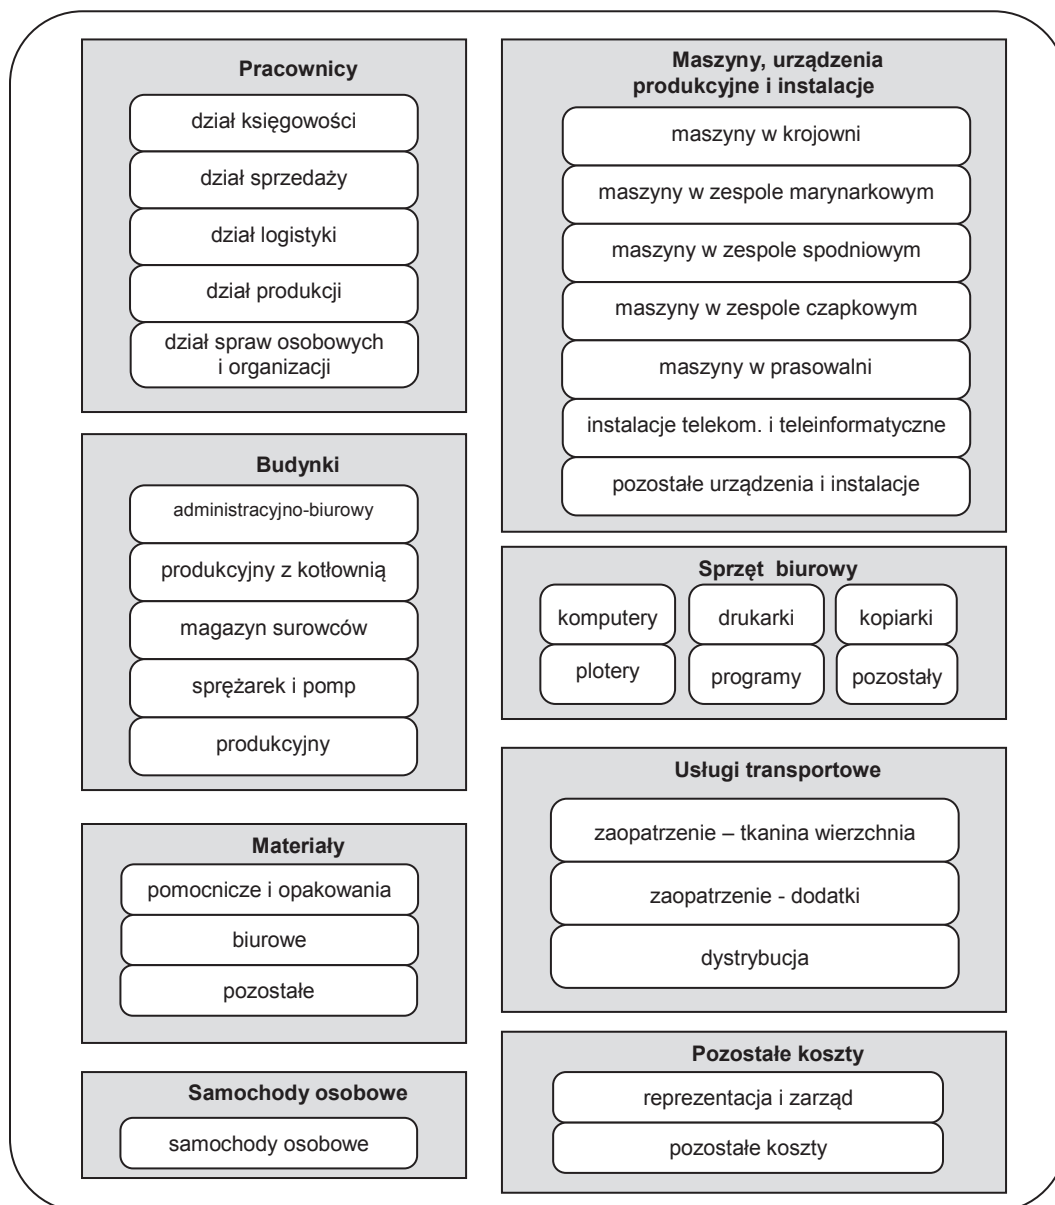 Pracownicy
dział księgowości
dział sprzedaży
dział logistyki
dział produkcji
dział spraw osobowych
i organizacji
Budynki
administracyjno-biurowy
produkcyjny z kotłownią
magazyn surowców
sprężarek i pomp
produkcyjny
Materiały
pomocnicze i opakowania
biurowe
pozostałe
Samochody osobowe
samochody osobowe
Maszyny, urządzenia
produkcyjne i instalacje
maszyny w krojowni
maszyny w zespole marynarkowym
maszyny w zespole spodniowym
maszyny w zespole czapkowym
maszyny w prasowalni
instalacje telekom. i teleinformatyczne
pozostałe urządzenia i instalacje
Sprzęt biurowy
komputery
drukarki
kopiarki
plotery
programy
pozostały
Usługi transportowe
zaopatrzenie – tkanina wierzchnia
zaopatrzenie - dodatki
dystrybucja
Pozostałe koszty
reprezentacja i zarząd
pozostałe koszty